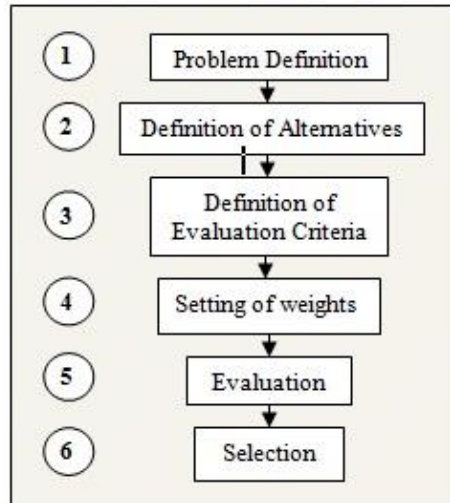 1 Problem Definition
2 Definition of Alternatives
3 Definition of
Evaluation Criteria
4 Setting of weights
5 Evaluation
6 Selection